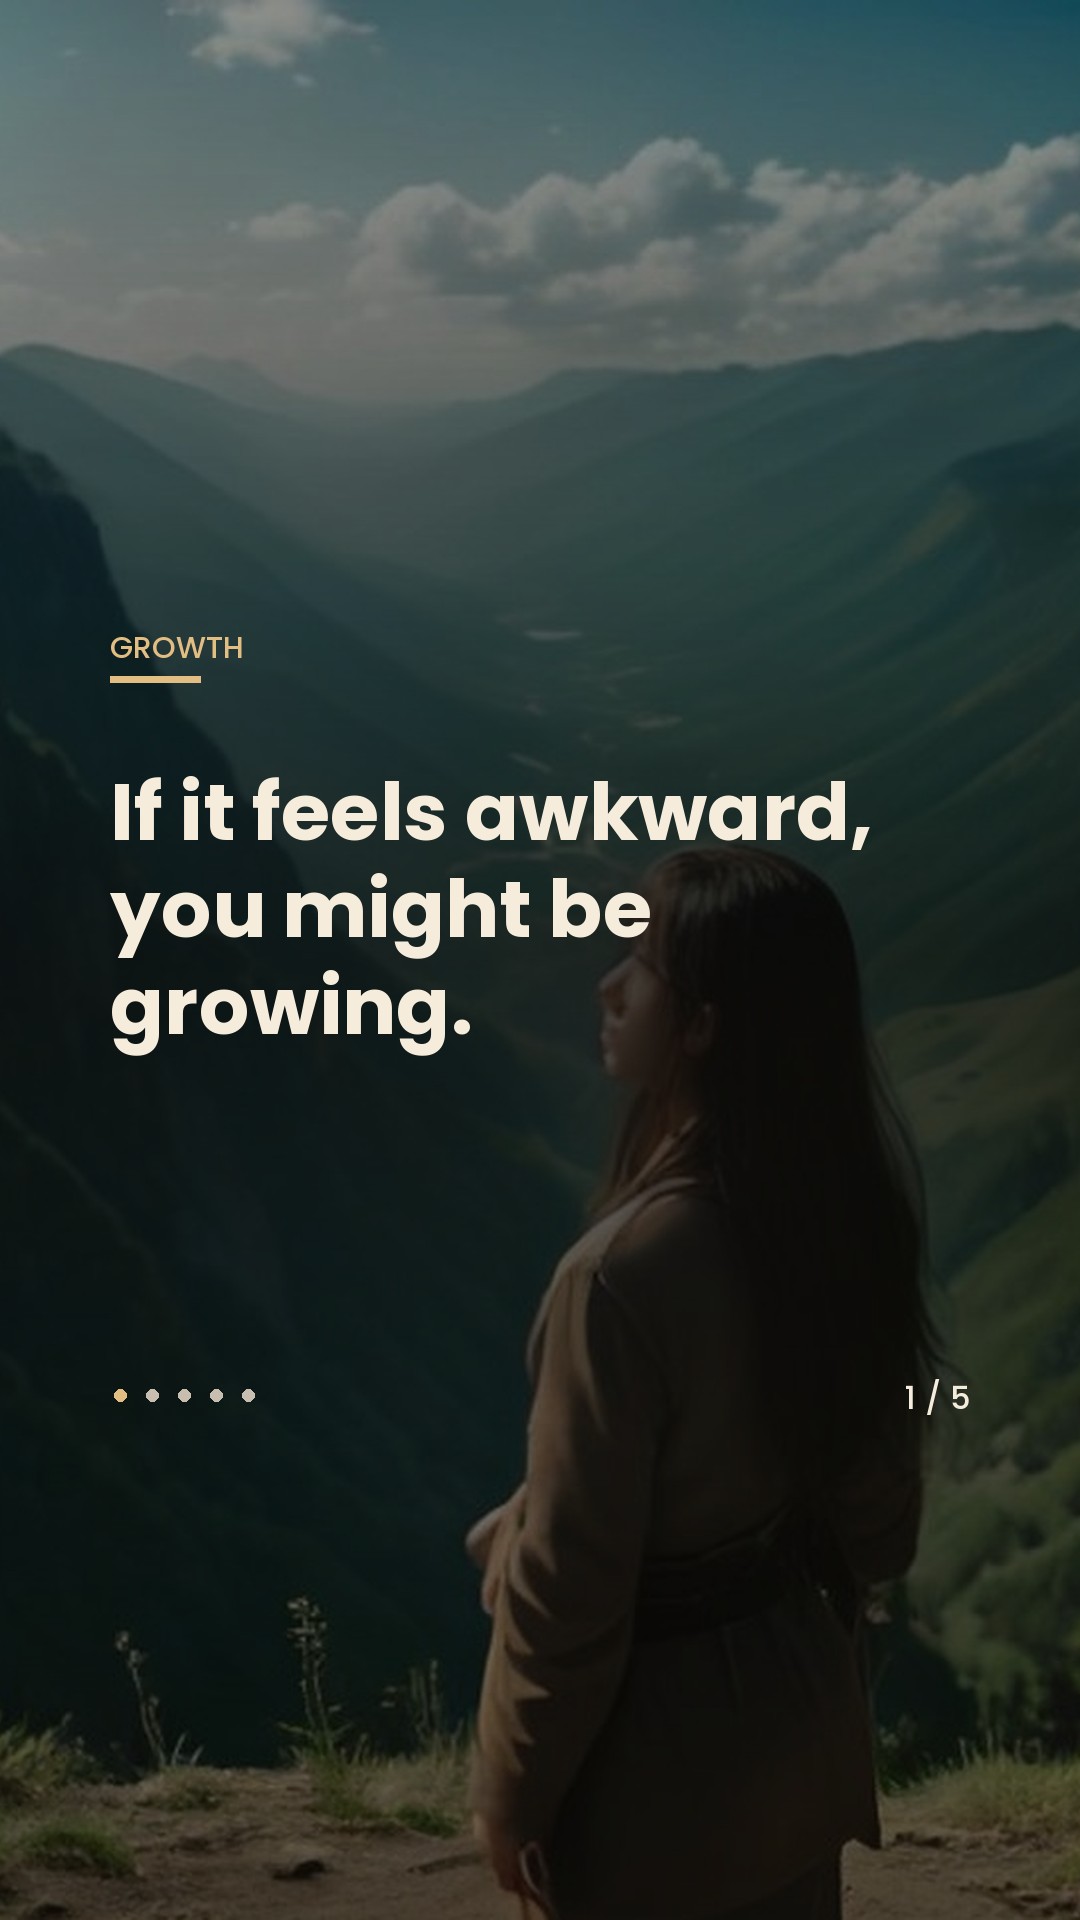 GROWTH
If it feels awkward,
you might be
growing.
1 / 5